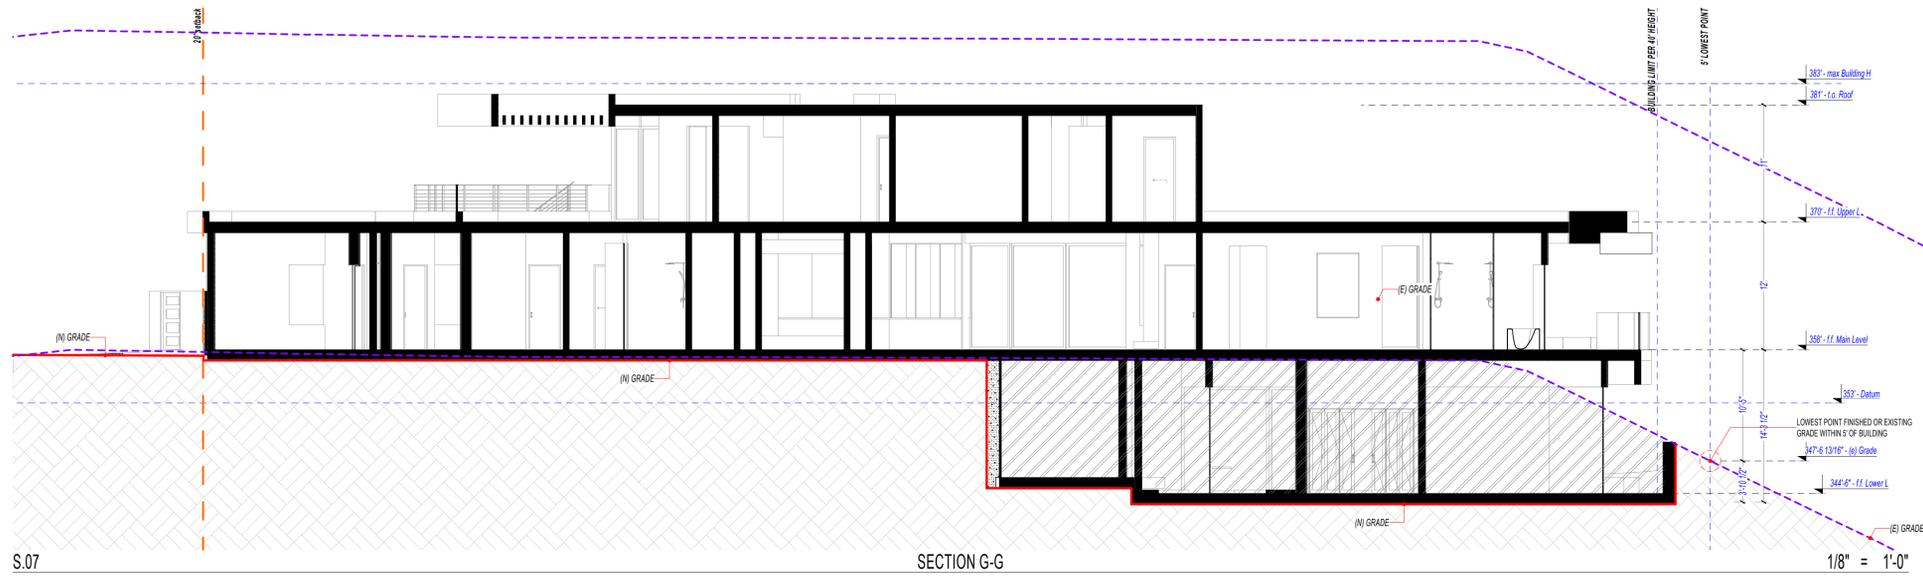 20' setback
BUILDING LIMIT PER 40' HEIGHT
5' LOWEST POINT
383' - max Building H
381' - t.o. Roof
11'
370' - f.f. Upper L.
12'
(E) GRADE
(N) GRADE
358' - f.f. Main Level
(N) GRADE
353' - Datum
10'-5"
14'-3 1/2"
LOWEST POINT FINISHED OR EXISTING
GRADE WITHIN 5' OF BUILDING
347'-6 13/16" - (e) Grade
3'-10 1/2"
344'-6" - f.f. Lower L
(N) GRADE
(E) GRADE
S.07
SECTION G-G
1/8" = 1'-0"